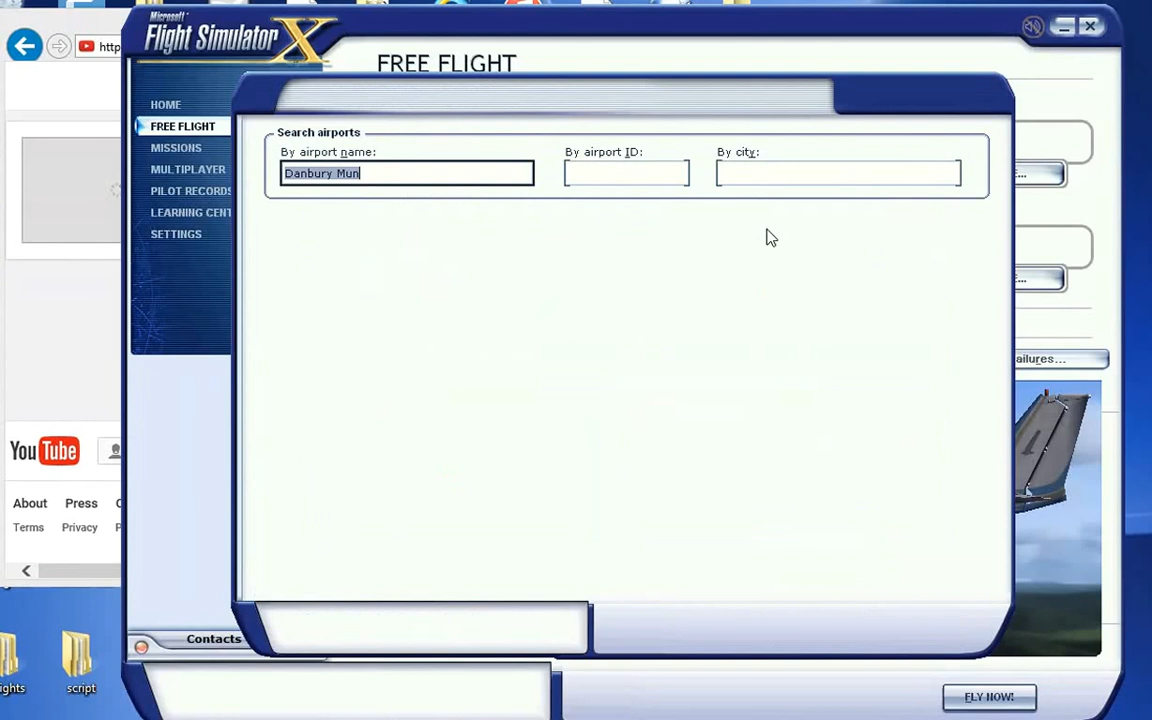 Microsoft
Flight Simulator X
http
FREE FLIGHT
HOME
FREE FLIGHT
MISSIONS
MULTIPLAYER
PILOT RECORDS
LEARNING CENT
SETTINGS
Search airports
By airport name:
By airport ID:
By city:
Danbury Mun
...
...
ailures...
YouTube
About
Press
C
Terms
Privacy
P
Contacts
ights
script
FLY NOW!